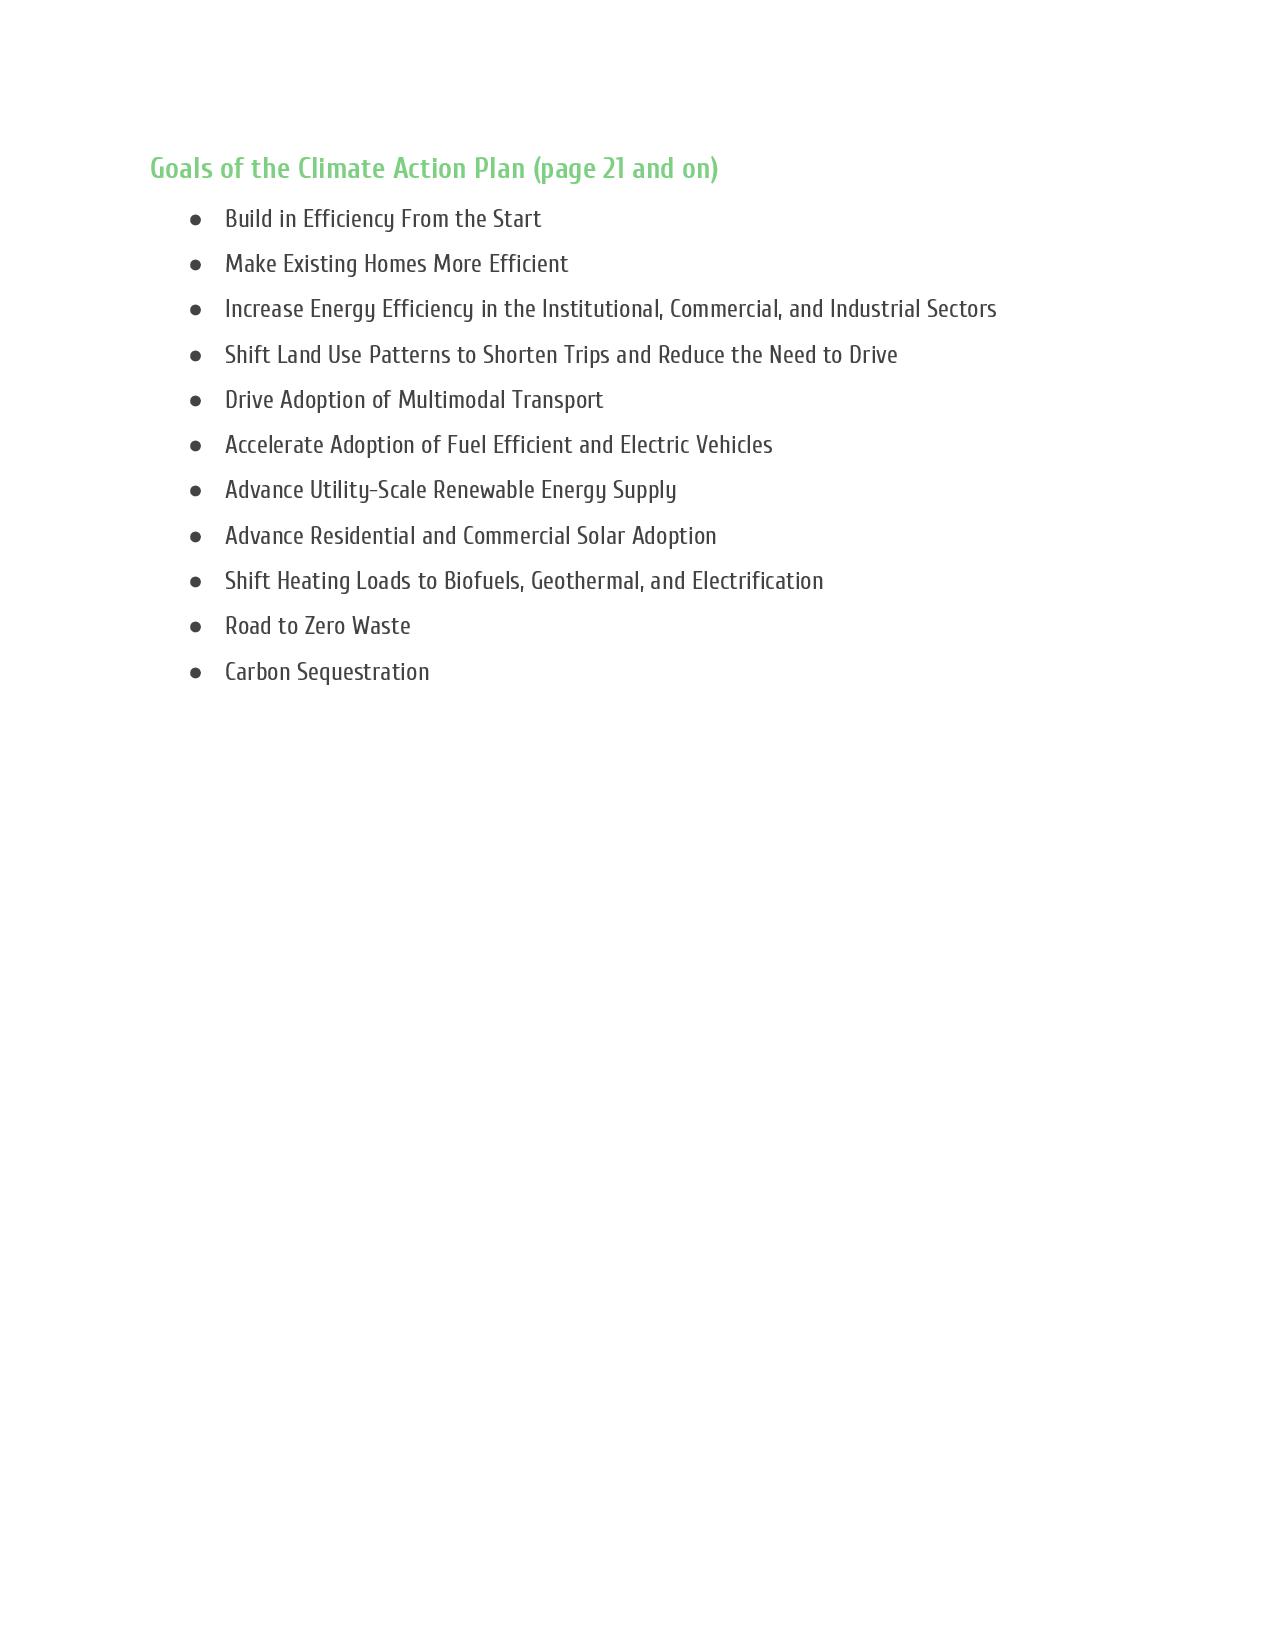 Goals of the Climate Action Plan (page 21 and on)
● Build in Efficiency From the Start
● Make Existing Homes More Efficient
● Increase Energy Efficiency in the Institutional, Commercial, and Industrial Sectors
● Shift Land Use Patterns to Shorten Trips and Reduce the Need to Drive
● Drive Adoption of Multimodal Transport
● Accelerate Adoption of Fuel Efficient and Electric Vehicles
● Advance Utility-Scale Renewable Energy Supply
● Advance Residential and Commercial Solar Adoption
● Shift Heating Loads to Biofuels, Geothermal, and Electrification
● Road to Zero Waste
● Carbon Sequestration